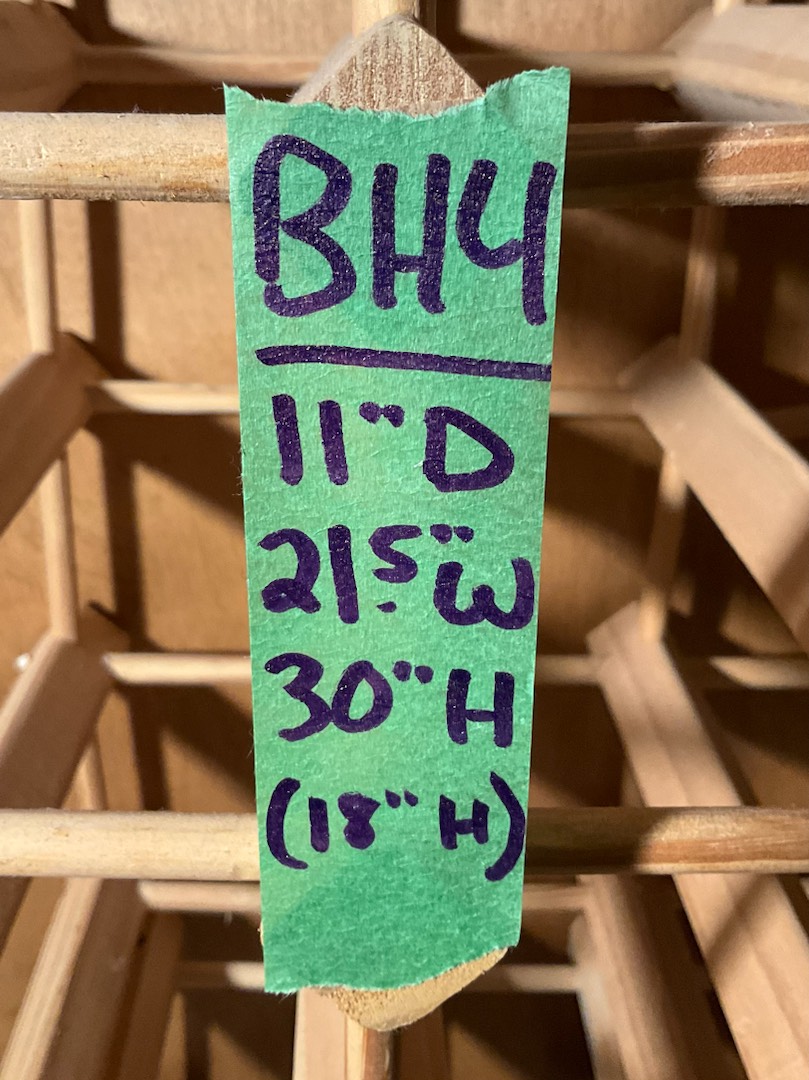 BH4
11" D
21.5" W
30" H
(18" H)